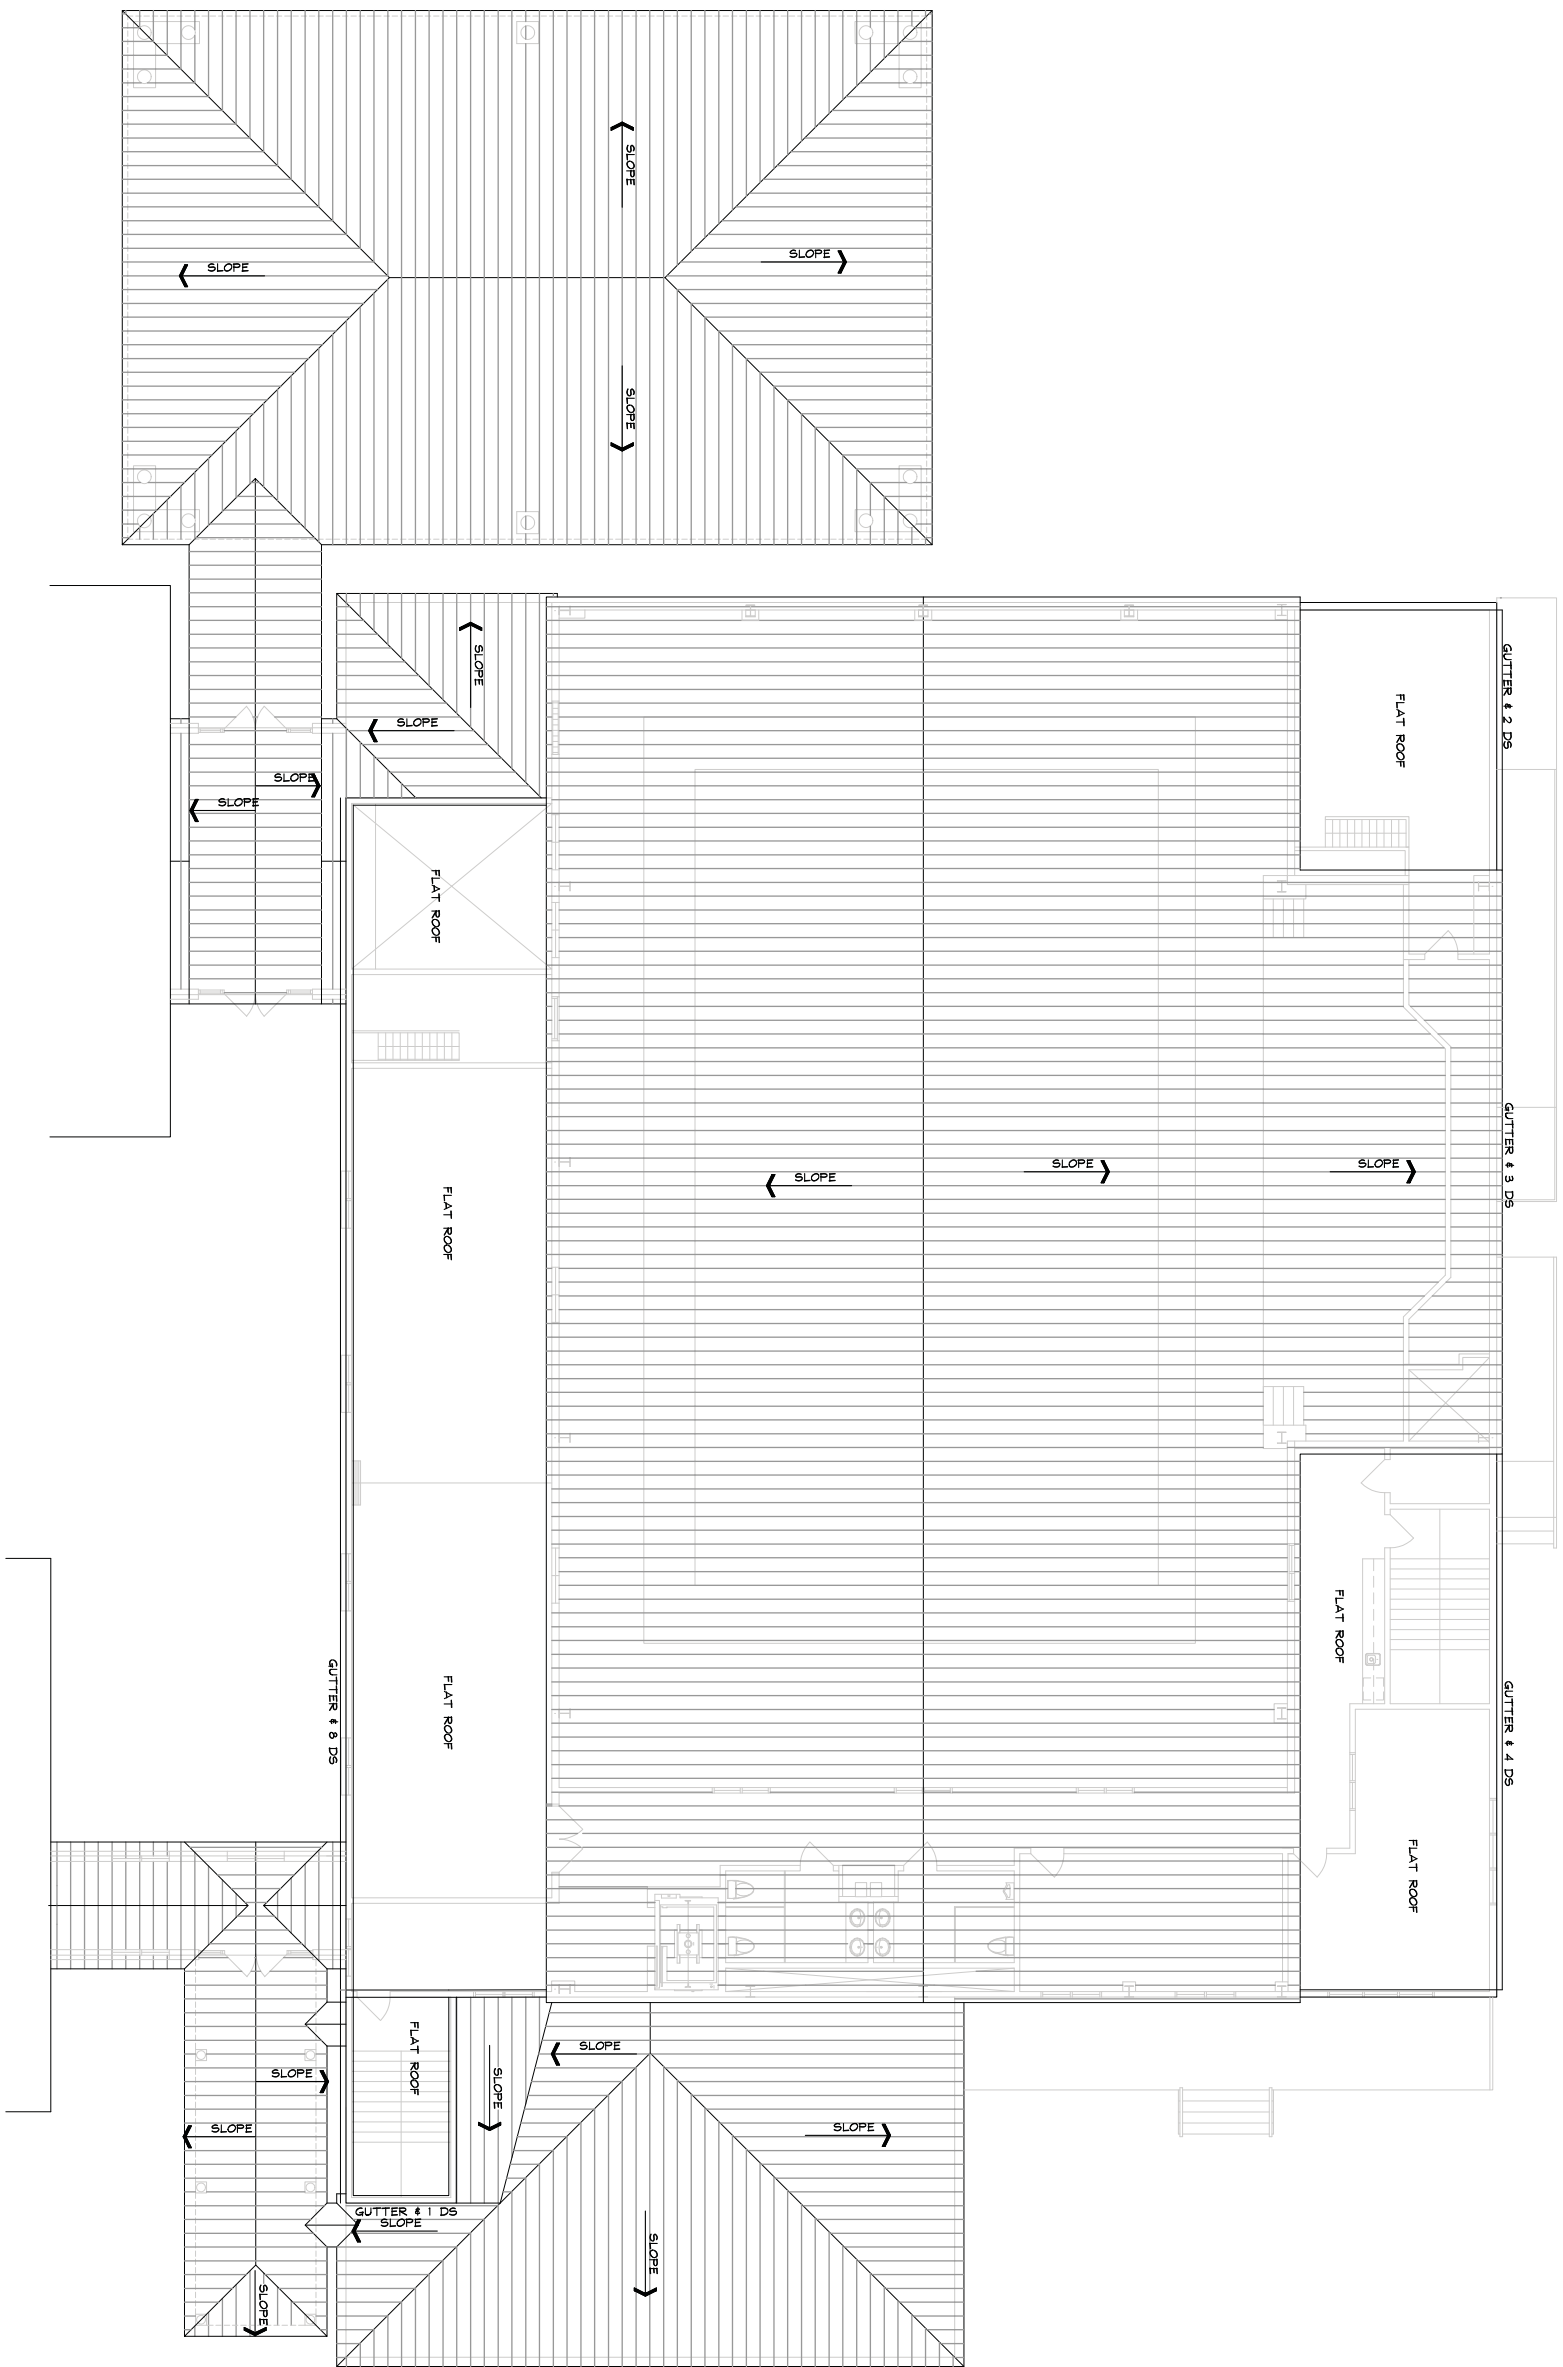 SLOPE
SLOPE
SLOPE
SLOPE
SLOPE
SLOPE
SLOPE
SLOPE
GUTTER & 2 DS
FLAT ROOF
FLAT ROOF
SLOPE
SLOPE
SLOPE
GUTTER & 3 DS
FLAT ROOF
FLAT ROOF
FLAT ROOF
GUTTER & 8 DS
GUTTER & 4 DS
FLAT ROOF
FLAT ROOF
SLOPE
SLOPE
SLOPE
SLOPE
SLOPE
GUTTER & 1 DS
SLOPE
SLOPE
SLOPE